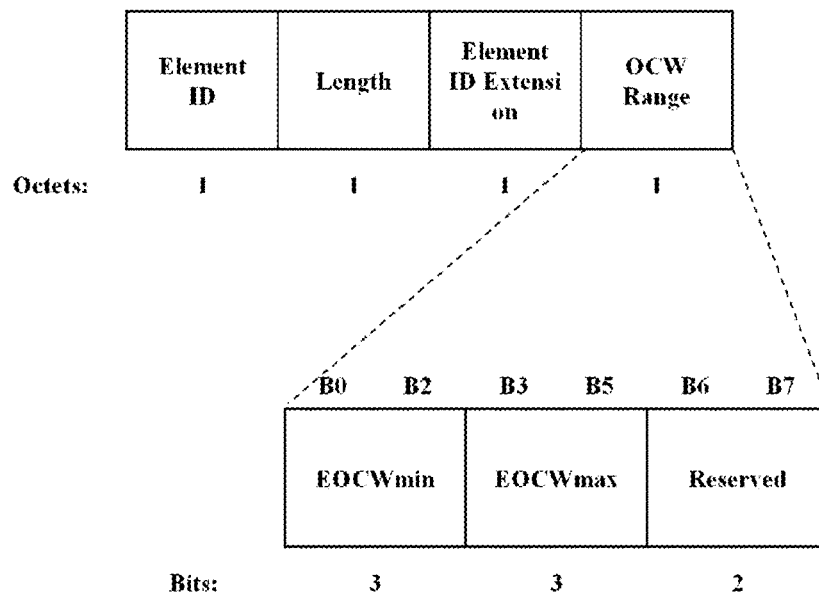 Element
ID
Length
Element
ID Extensi
on
OCW
Range
Octets: 1 1 1 1
B0 B2 B3 B5 B6 B7
EOCWmin EOCWmax Reserved
Bits: 3 3 2